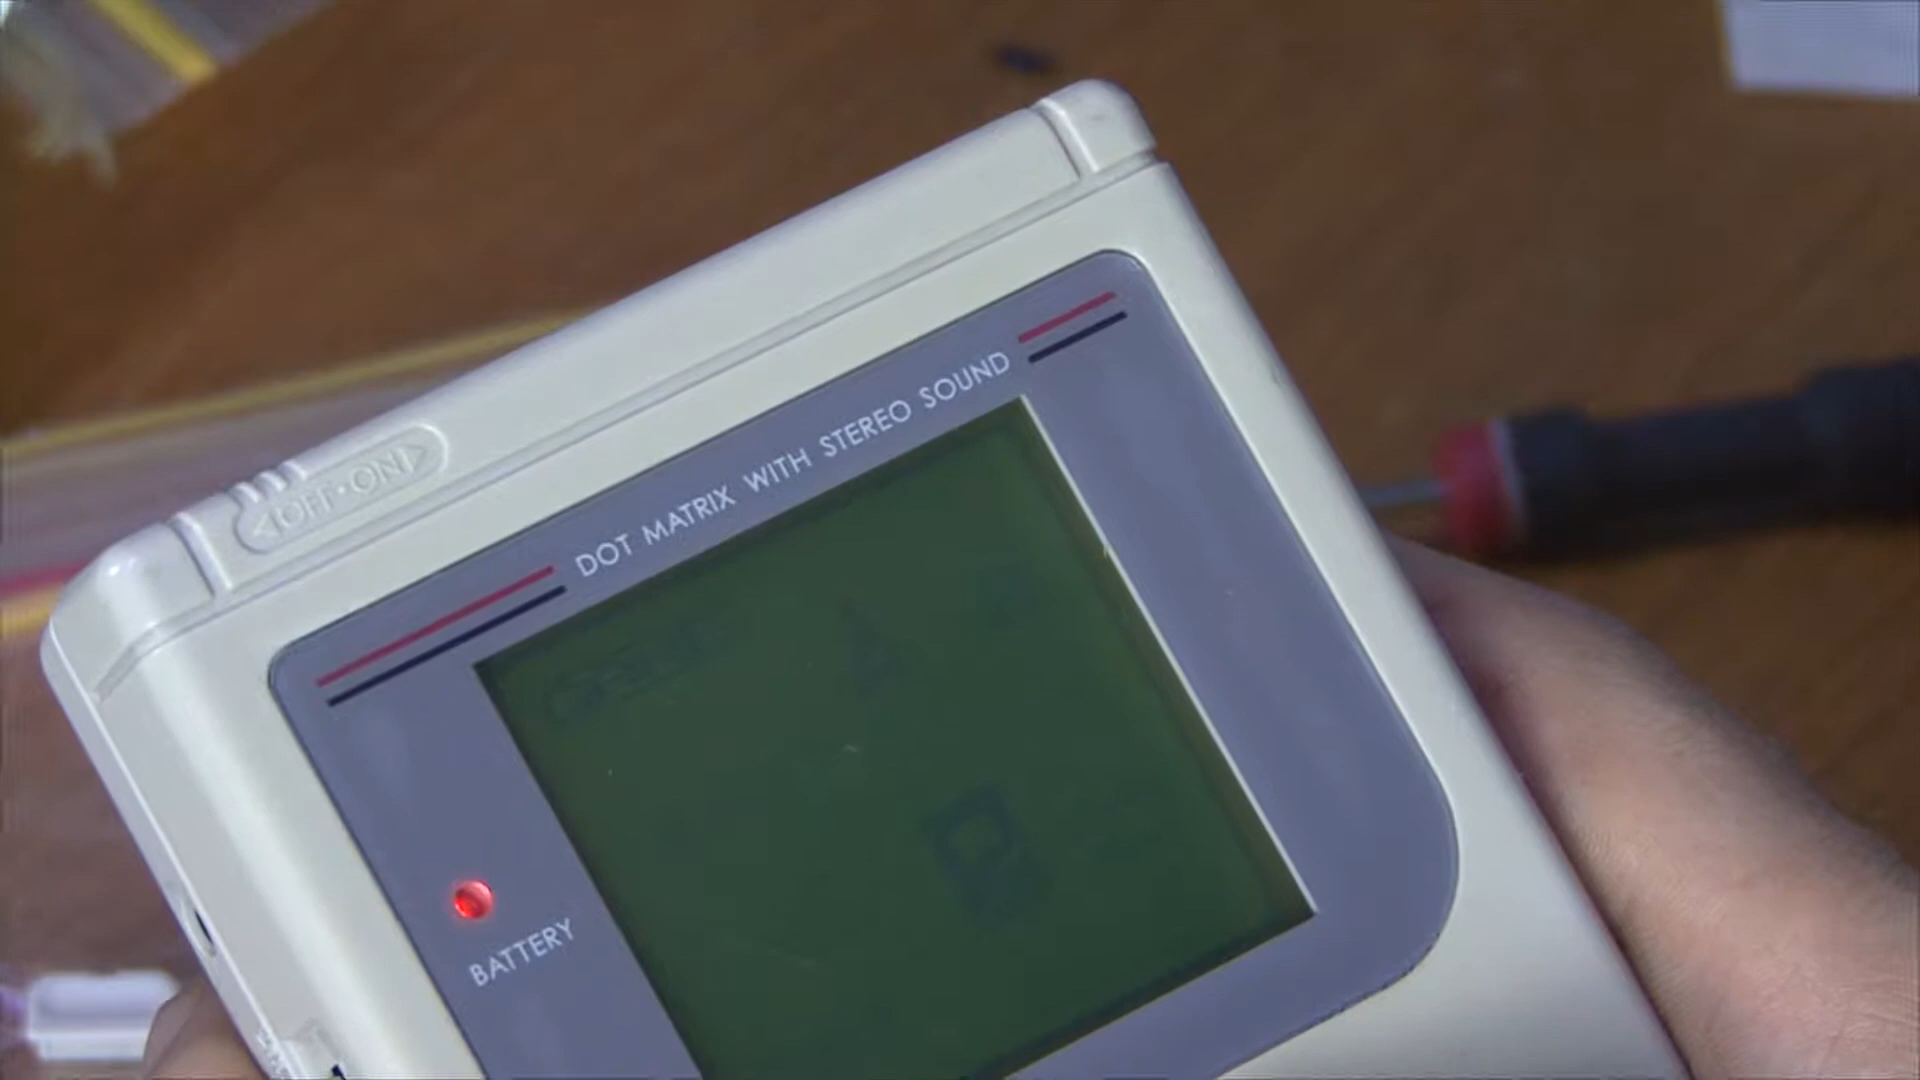 ◁OFF•ON▷
DOT MATRIX WITH STEREO SOUND
BATTERY